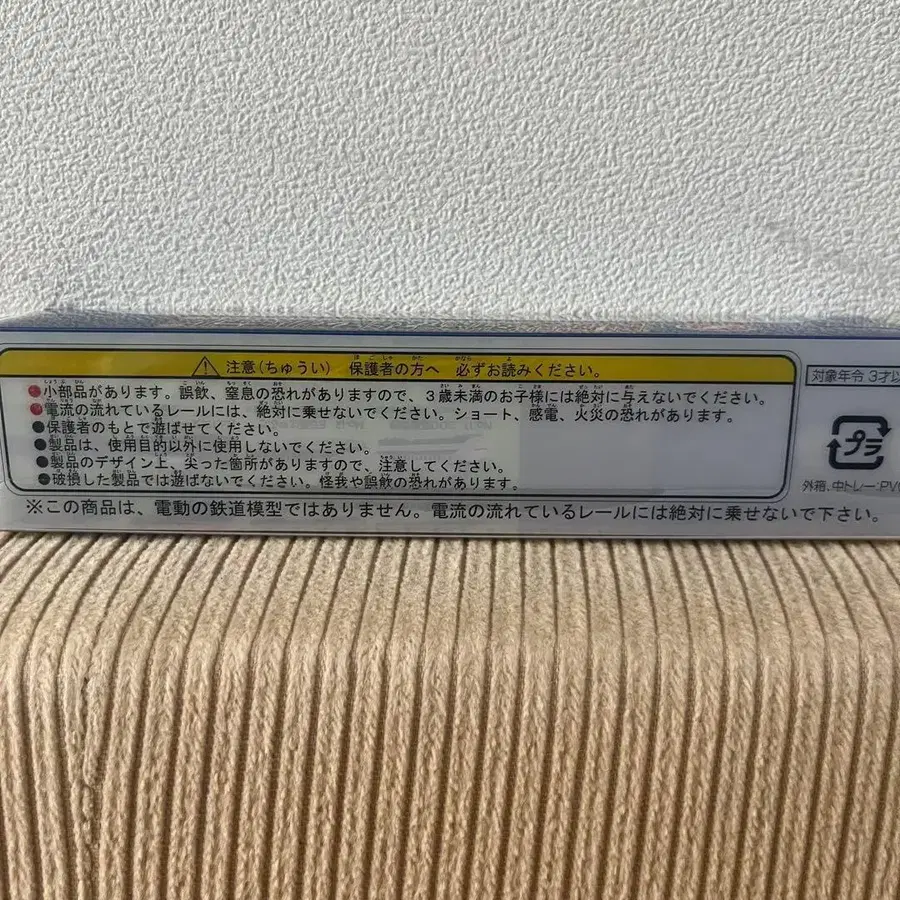 ⚠ 注意(ちゅうい) 保護者の方へ 必ずお読みください。
●小部品があります。誤飲、窒息の恐れがありますので、3歳未満のお子様には絶対に与えないでください。
●電流の流れているレールには、絶対に乗せないでください。ショート、感電、火災の恐れがあります。
●保護者のもとで遊ばせてください。
●製品は、使用目的以外に使用しないでください。
●製品のデザイン上、尖った箇所がありますので、注意してください。
●破損した製品では遊ばないでください。怪我や誤飲の恐れがあります。
※この商品は、電動の鉄道模型ではありません。電流の流れているレールには絶対に乗せないで下さい。
対象年令 3才以
プラ
外箱、中トレー:PV